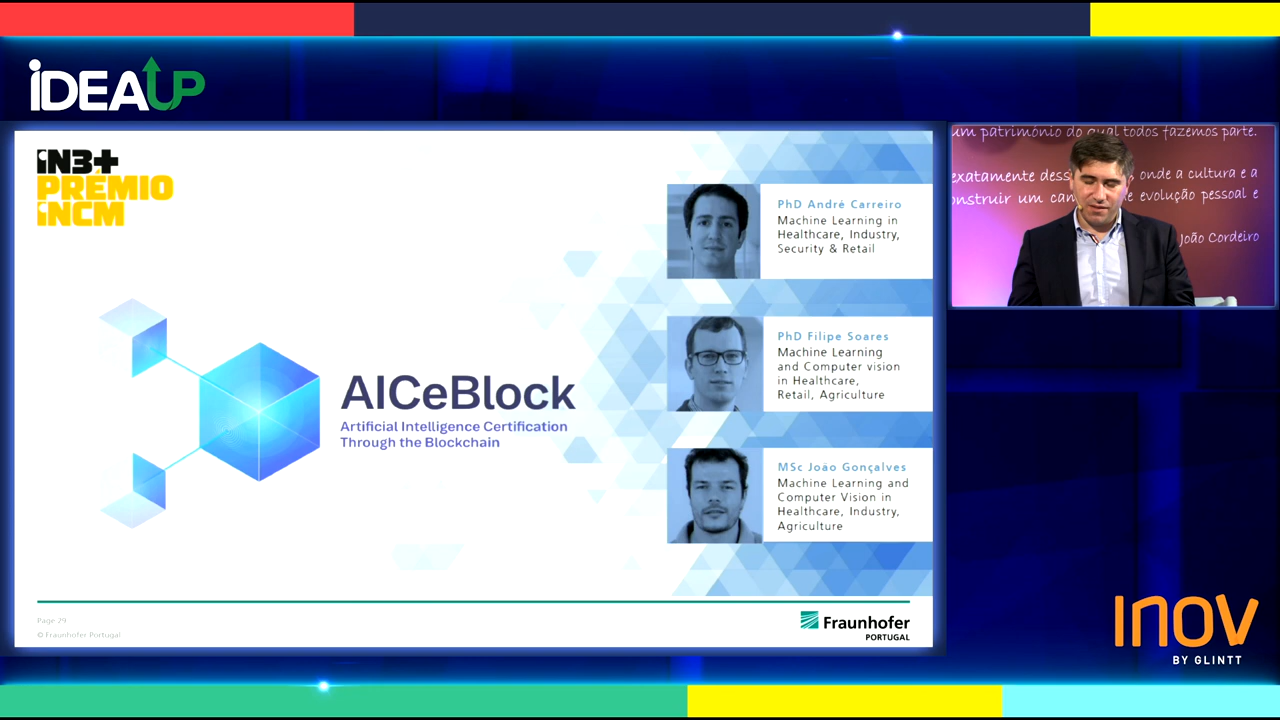 iDEAUP
iN3+
PRÉMIO
iNCM
AICeBlock
Artificial Intelligence Certification
Through the Blockchain
PhD André Carreiro
Machine Learning in
Healthcare, Industry,
Security & Retail
PhD Filipe Soares
Machine Learning
and Computer vision
in Healthcare,
Retail, Agriculture
MSc João Gonçalves
Machine Learning and
Computer Vision in
Healthcare, Industry,
Agriculture
Page 29
© Fraunhofer Portugal
Fraunhofer
PORTUGAL
um património do qual todos fazemos parte.
exatamente dess onde a cultura e a
onstruir um can e evolução pessoal e
João Cordeiro
INOV
BY GLINTT